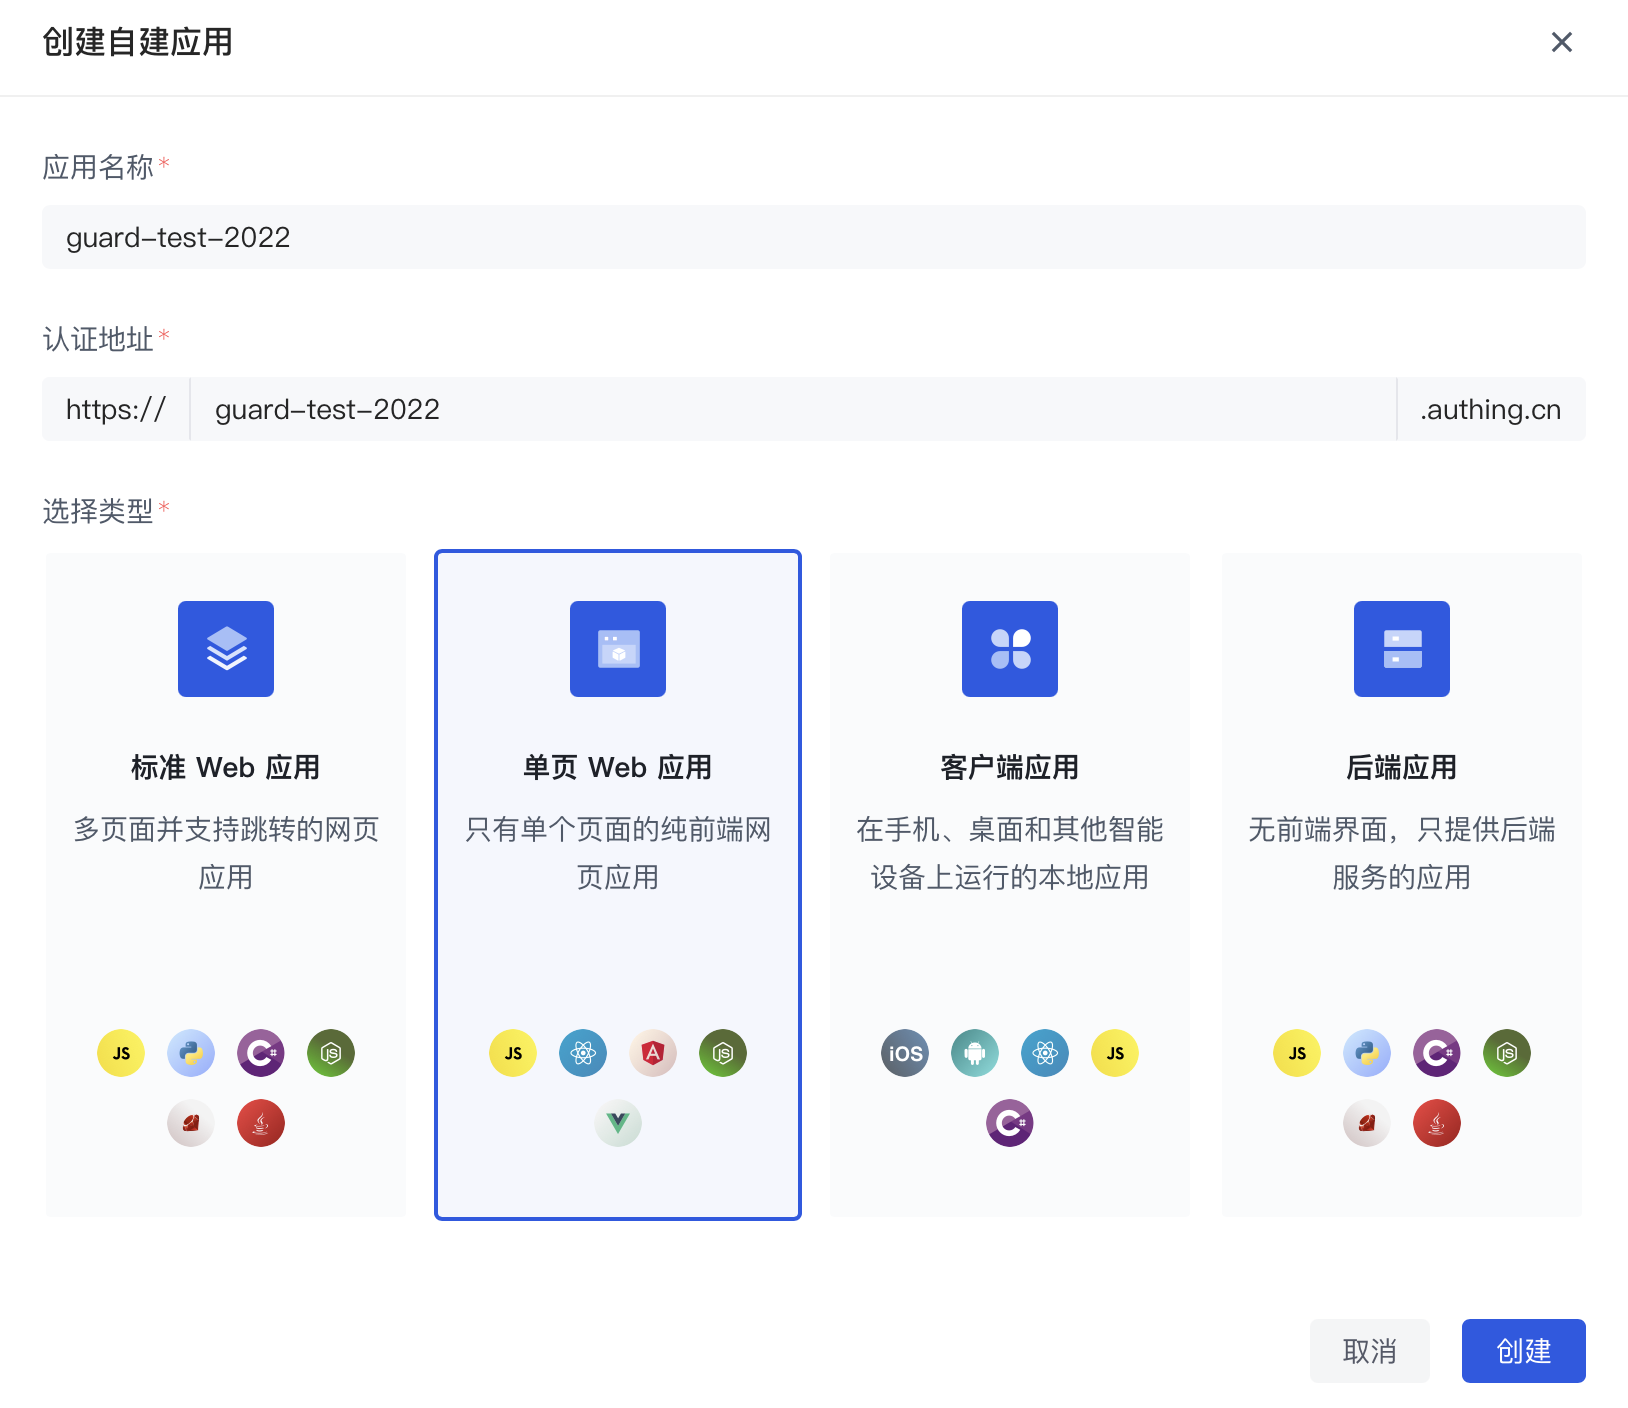 创建自建应用
应用名称*
guard-test-2022
认证地址*
https://
guard-test-2022
.authing.cn
选择类型*
标准 Web 应用
多页面并支持跳转的网页
应用
JS
JS
单页 Web 应用
只有单个页面的纯前端网
页应用
JS
A
JS
客户端应用
在手机、桌面和其他智能
设备上运行的本地应用
iOS
JS
C#
后端应用
无前端界面，只提供后端
服务的应用
JS
C#
JS
取消
创建